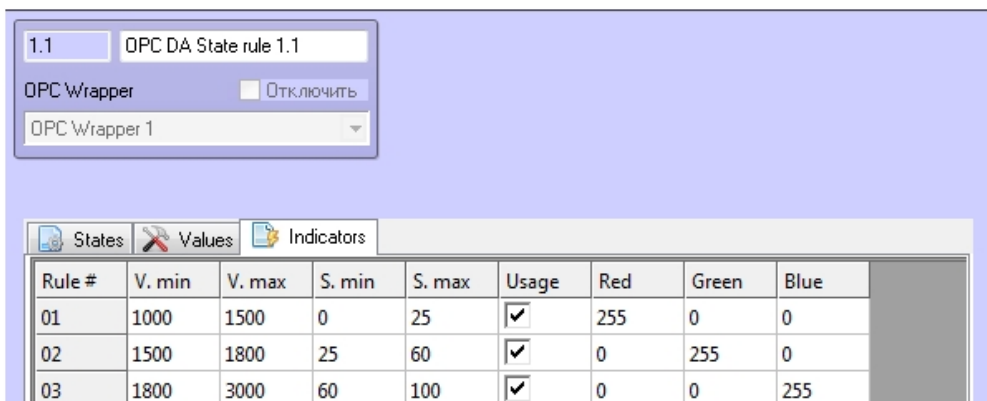 1.1 OPC DA State rule 1.1
OPC Wrapper Отключить
OPC Wrapper 1
States Values Indicators
Rule # V. min V. max S. min S. max Usage Red Green Blue
01 1000 1500 0 25 255 0 0
02 1500 1800 25 60 0 255 0
03 1800 3000 60 100 0 0 255